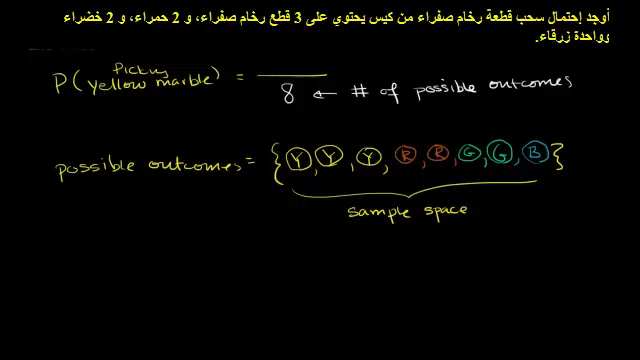 أوجد إحتمال سحب قطعة رخام صفراء من كيس يحتوي على 3 قطع رخام صفراء، و 2 حمراء، و 2 خضراء
وواحدة زرقاء.
P(Picking yellow marble) = 
8 ← # of possible outcomes
possible outcomes = {Y, Y, Y, R, R, G, G, B}
sample space